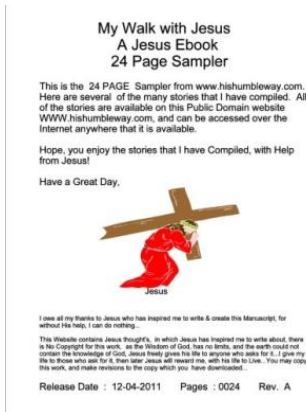 My Walk with Jesus
A Jesus Ebook
24 Page Sampler
This is the 24 PAGE Sampler from www.hishumbleway.com.
Here are several of the many stories that I have compiled. All
of the stories are available on this Public Domain website
WWW.hishumbleway.com, and can be accessed over the
Internet anywhere that it is available.
Hope, you enjoy the stories that I have Compiled, with Help
from Jesus!
Have a Great Day,
Jesus
I owe all my thanks to Jesus who has inspired me to write & create this Manuscript, for
without His help, I can do nothing...
This Website contains Jesus thought's, in which Jesus has Inspired me to write about, there
is No Copyright for this work, as the Wisdom of God, has no limits, and the earth could not
contain the knowledge of God, Jesus freely gives his life to anyone who asks for it...I give my
life to those who ask for it, then later Jesus will reward me, with his life to Live...You may copy
this work, and make revisions to the copy which you have downloaded...
Release Date : 12-04-2011 Pages : 0024 Rev. A